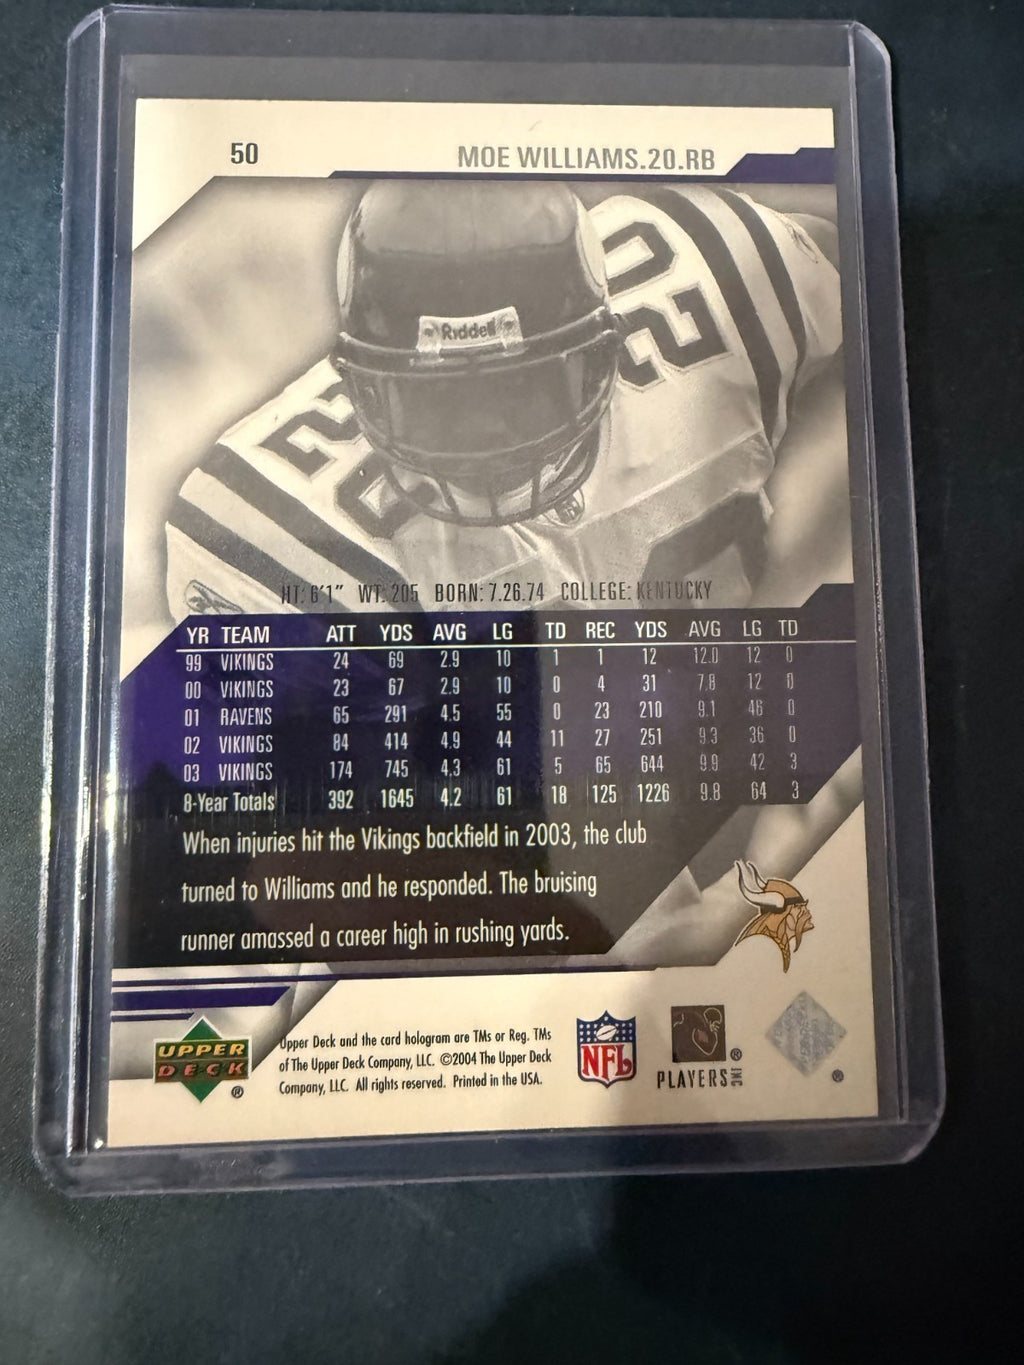 50
MOE WILLIAMS.20.RB
Riddell
20
20
HT: 6'1" WT: 205 BORN: 7.26.74 COLLEGE: KENTUCKY
YR TEAM ATT YDS AVG LG TD REC YDS AVG LG TD
99 VIKINGS 24 69 2.9 10 1 1 12 12.0 12 0
00 VIKINGS 23 67 2.9 10 0 4 31 7.8 12 0
01 RAVENS 65 291 4.5 55 0 23 210 9.1 46 0
02 VIKINGS 84 414 4.9 44 11 27 251 9.3 36 0
03 VIKINGS 174 745 4.3 61 5 65 644 9.9 42 3
8-Year Totals 392 1645 4.2 61 18 125 1226 9.8 64 3
When injuries hit the Vikings backfield in 2003, the club
turned to Williams and he responded. The bruising
runner amassed a career high in rushing yards.
UPPER
DECK
®
Upper Deck and the card hologram are TMs or Reg. TMs
of The Upper Deck Company, LLC. ©2004 The Upper Deck
Company, LLC. All rights reserved. Printed in the USA.
NFL
PLAYERS INC ®
®